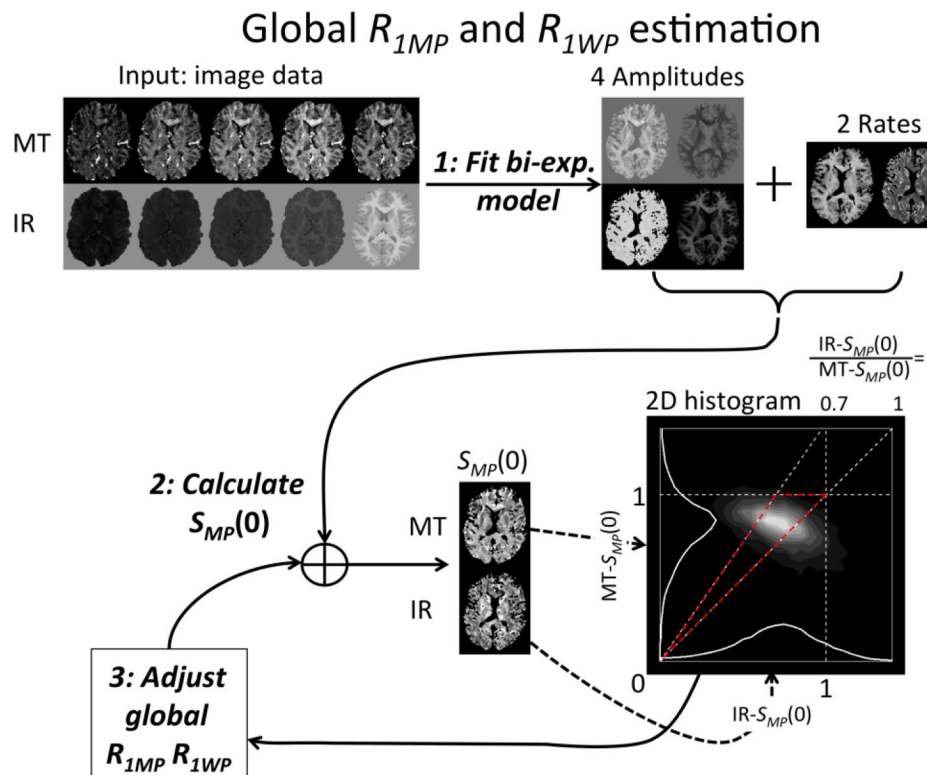 Global R1MP and R1WP estimation
Input: image data
4 Amplitudes
2 Rates
MT
IR
1: Fit bi-exp.
model
+
IR-SMP(0)
MT-SMP(0)
=
2D histogram
0.7
1
2: Calculate
SMP(0)
SMP(0)
MT
IR
1
MT-SMP(0)
0
1
IR-SMP(0)
3: Adjust
global
R1MP R1WP